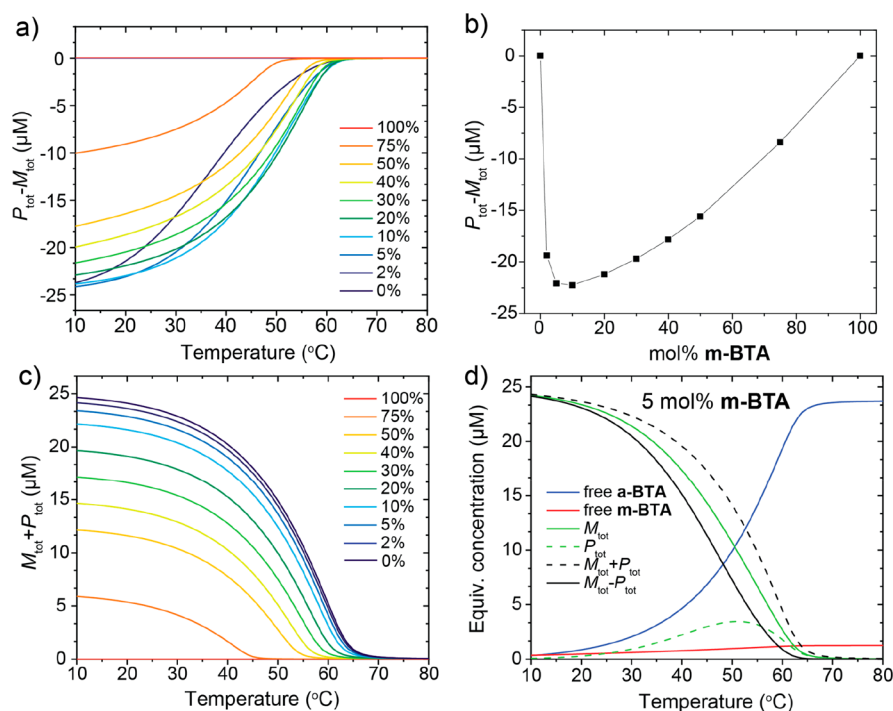 a)
P_tot-M_tot (µM)
0
-5
-10
-15
-20
-25
10 20 30 40 50 60 70 80
Temperature (°C)
100%
75%
50%
40%
30%
20%
10%
5%
2%
0%
b)
P_tot-M_tot (µM)
0
-5
-10
-15
-20
-25
0 20 40 60 80 100
mol% m-BTA
c)
M_tot+P_tot (µM)
25
20
15
10
5
0
10 20 30 40 50 60 70 80
Temperature (°C)
100%
75%
50%
40%
30%
20%
10%
5%
2%
0%
d)
5 mol% m-BTA
Equiv. concentration (µM)
25
20
15
10
5
0
10 20 30 40 50 60 70 80
Temperature (°C)
free a-BTA
free m-BTA
M_tot
P_tot
M_tot+P_tot
M_tot-P_tot